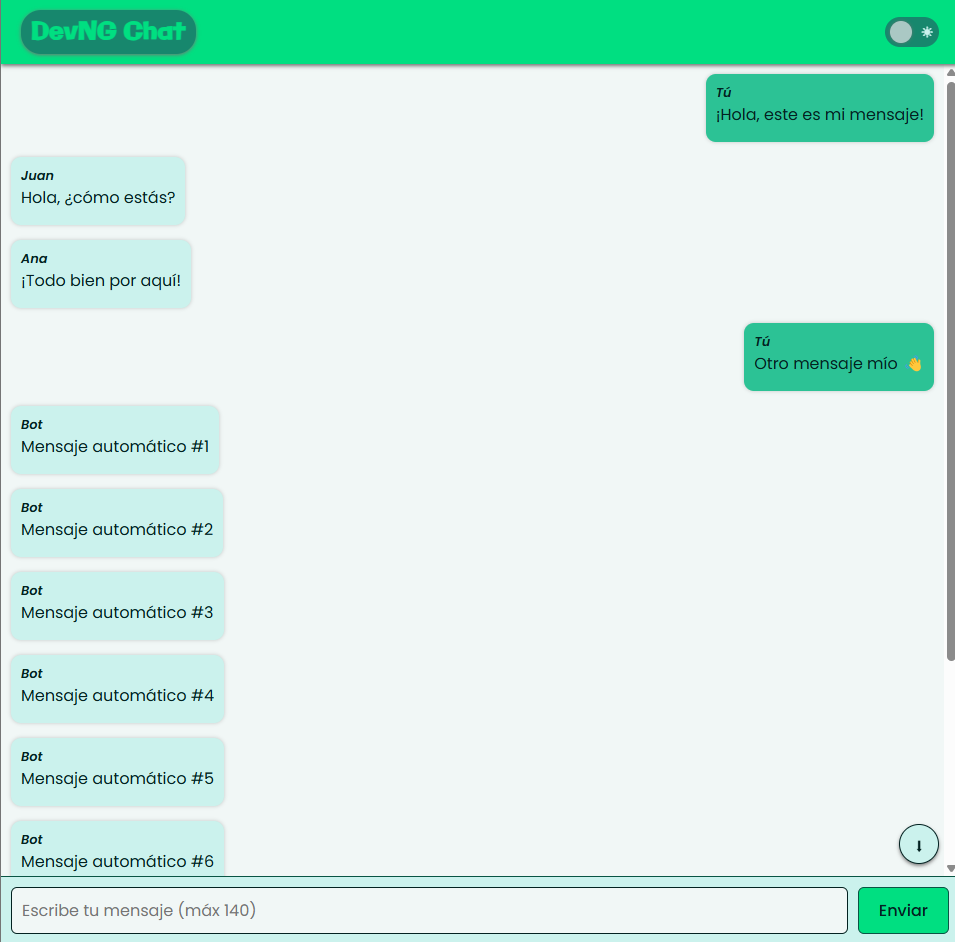 DevNG Chat
Tú
¡Hola, este es mi mensaje!
Juan
Hola, ¿cómo estás?
Ana
¡Todo bien por aquí!
Tú
Otro mensaje mío 👋
Bot
Mensaje automático #1
Bot
Mensaje automático #2
Bot
Mensaje automático #3
Bot
Mensaje automático #4
Bot
Mensaje automático #5
Bot
Mensaje automático #6
Escribe tu mensaje (máx 140)
Enviar